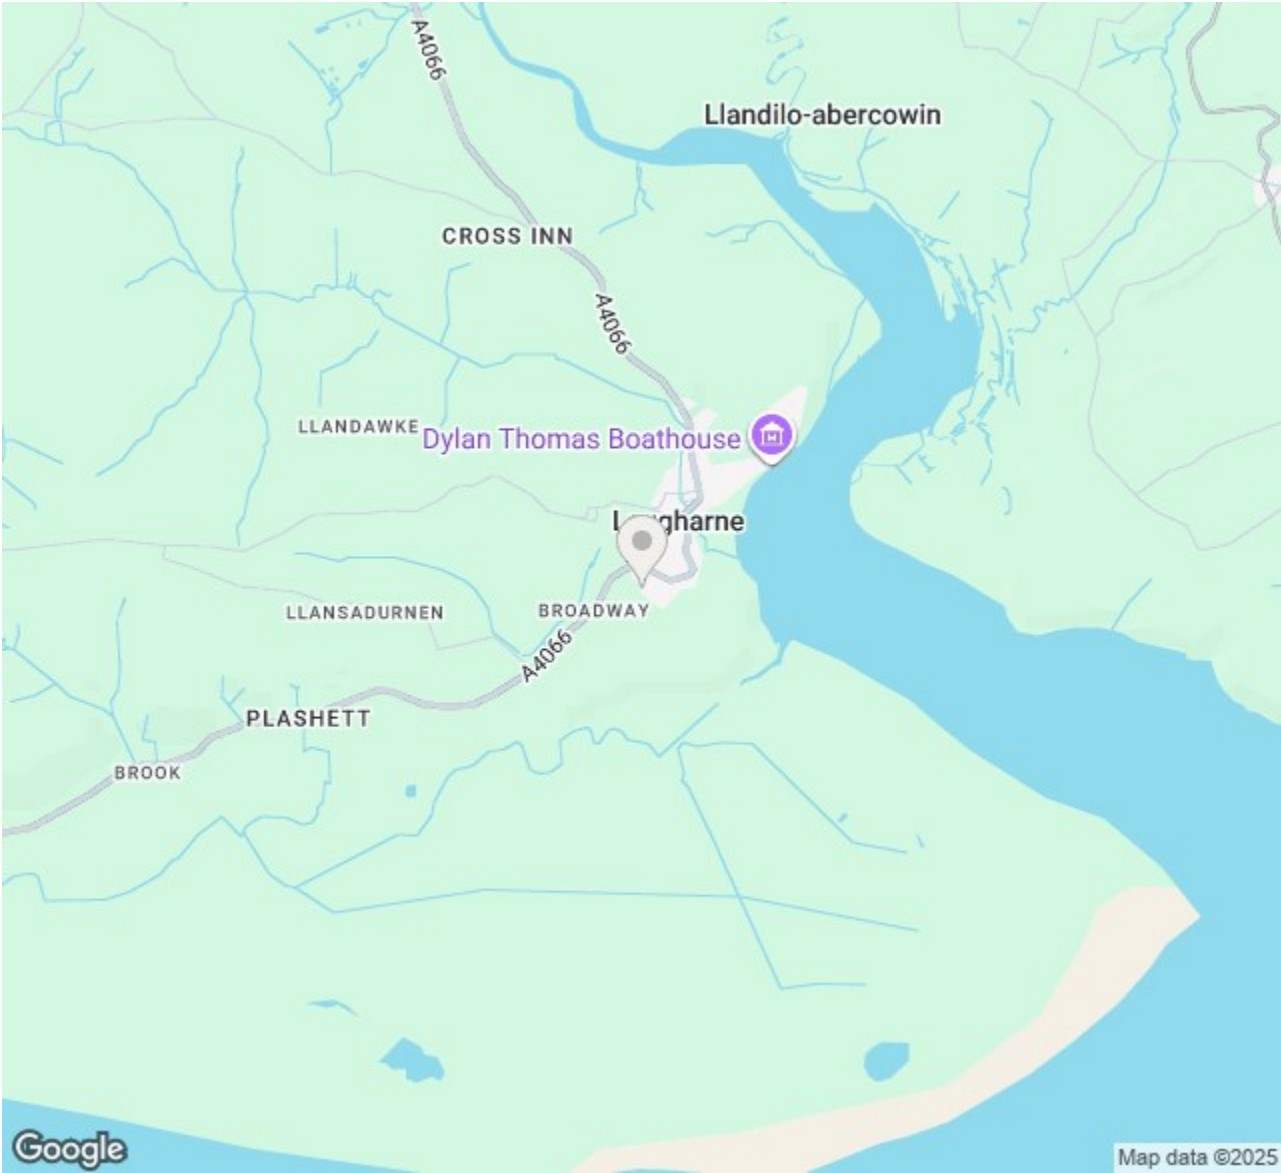 A4066
Llandilo-abercowin
CROSS INN
A4066
LLANDAWKE
Dylan Thomas Boathouse
L ugharne
BROADWAY
LLANSADURNEN
A4066
PLASHETT
BROOK
Google
Map data ©2025